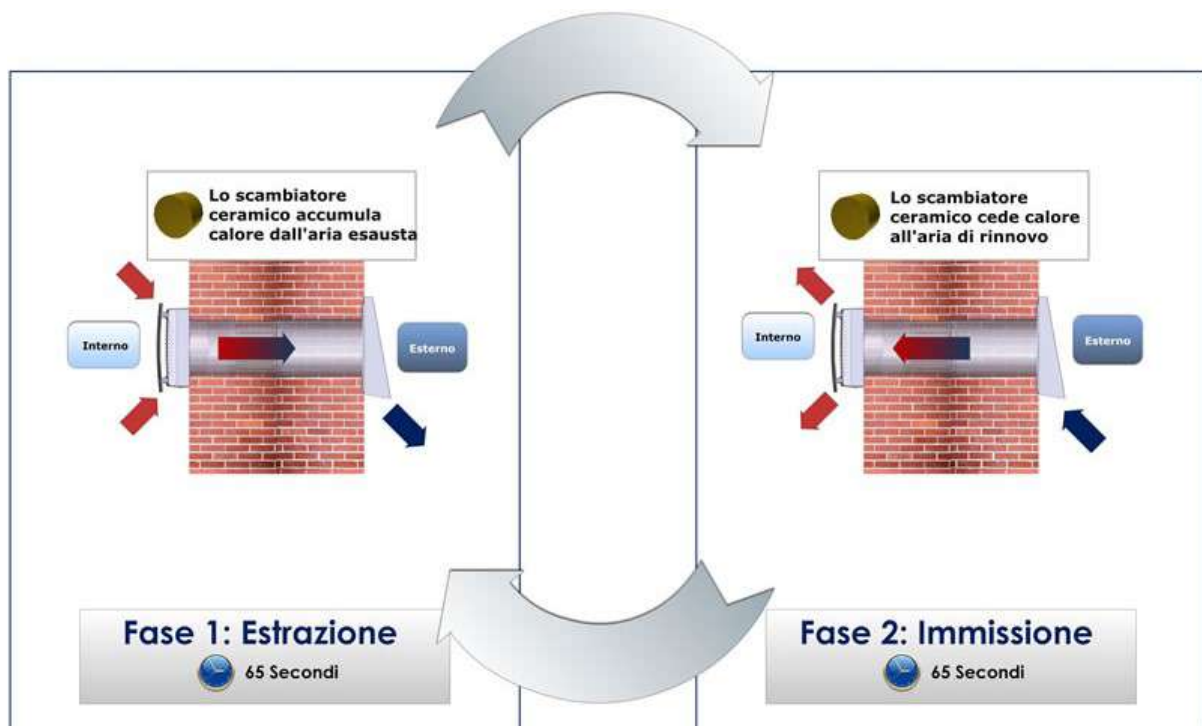 Lo scambiatore
ceramico accumula
calore dall'aria esausta
Interno
Esterno
Fase 1: Estrazione
65 Secondi
Lo scambiatore
ceramico cede calore
all'aria di rinnovo
Interno
Esterno
Fase 2: Immissione
65 Secondi